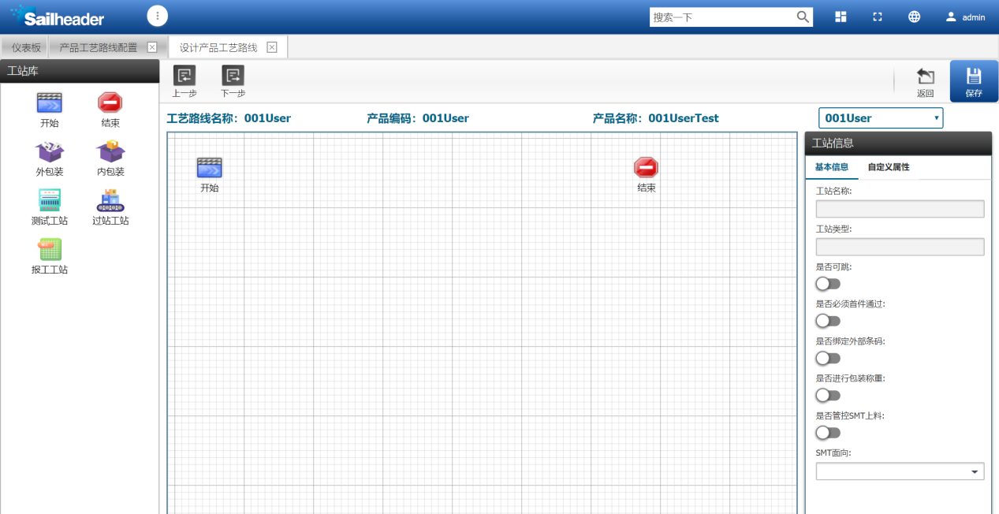 Sailheader
搜索一下
admin
仪表板
产品工艺路线配置
设计产品工艺路线
工站库
开始
结束
外包装
内包装
测试工站
过站工站
报工工站
上一步
下一步
返回
保存
工艺路线名称: 001User
产品编码: 001User
产品名称: 001UserTest
001User
开始
结束
工站信息
基本信息
自定义属性
工站名称:
工站类型:
是否可跳:
是否必须首件通过:
是否绑定外部条码:
是否进行包装称重:
是否管控SMT上料:
SMT面向: